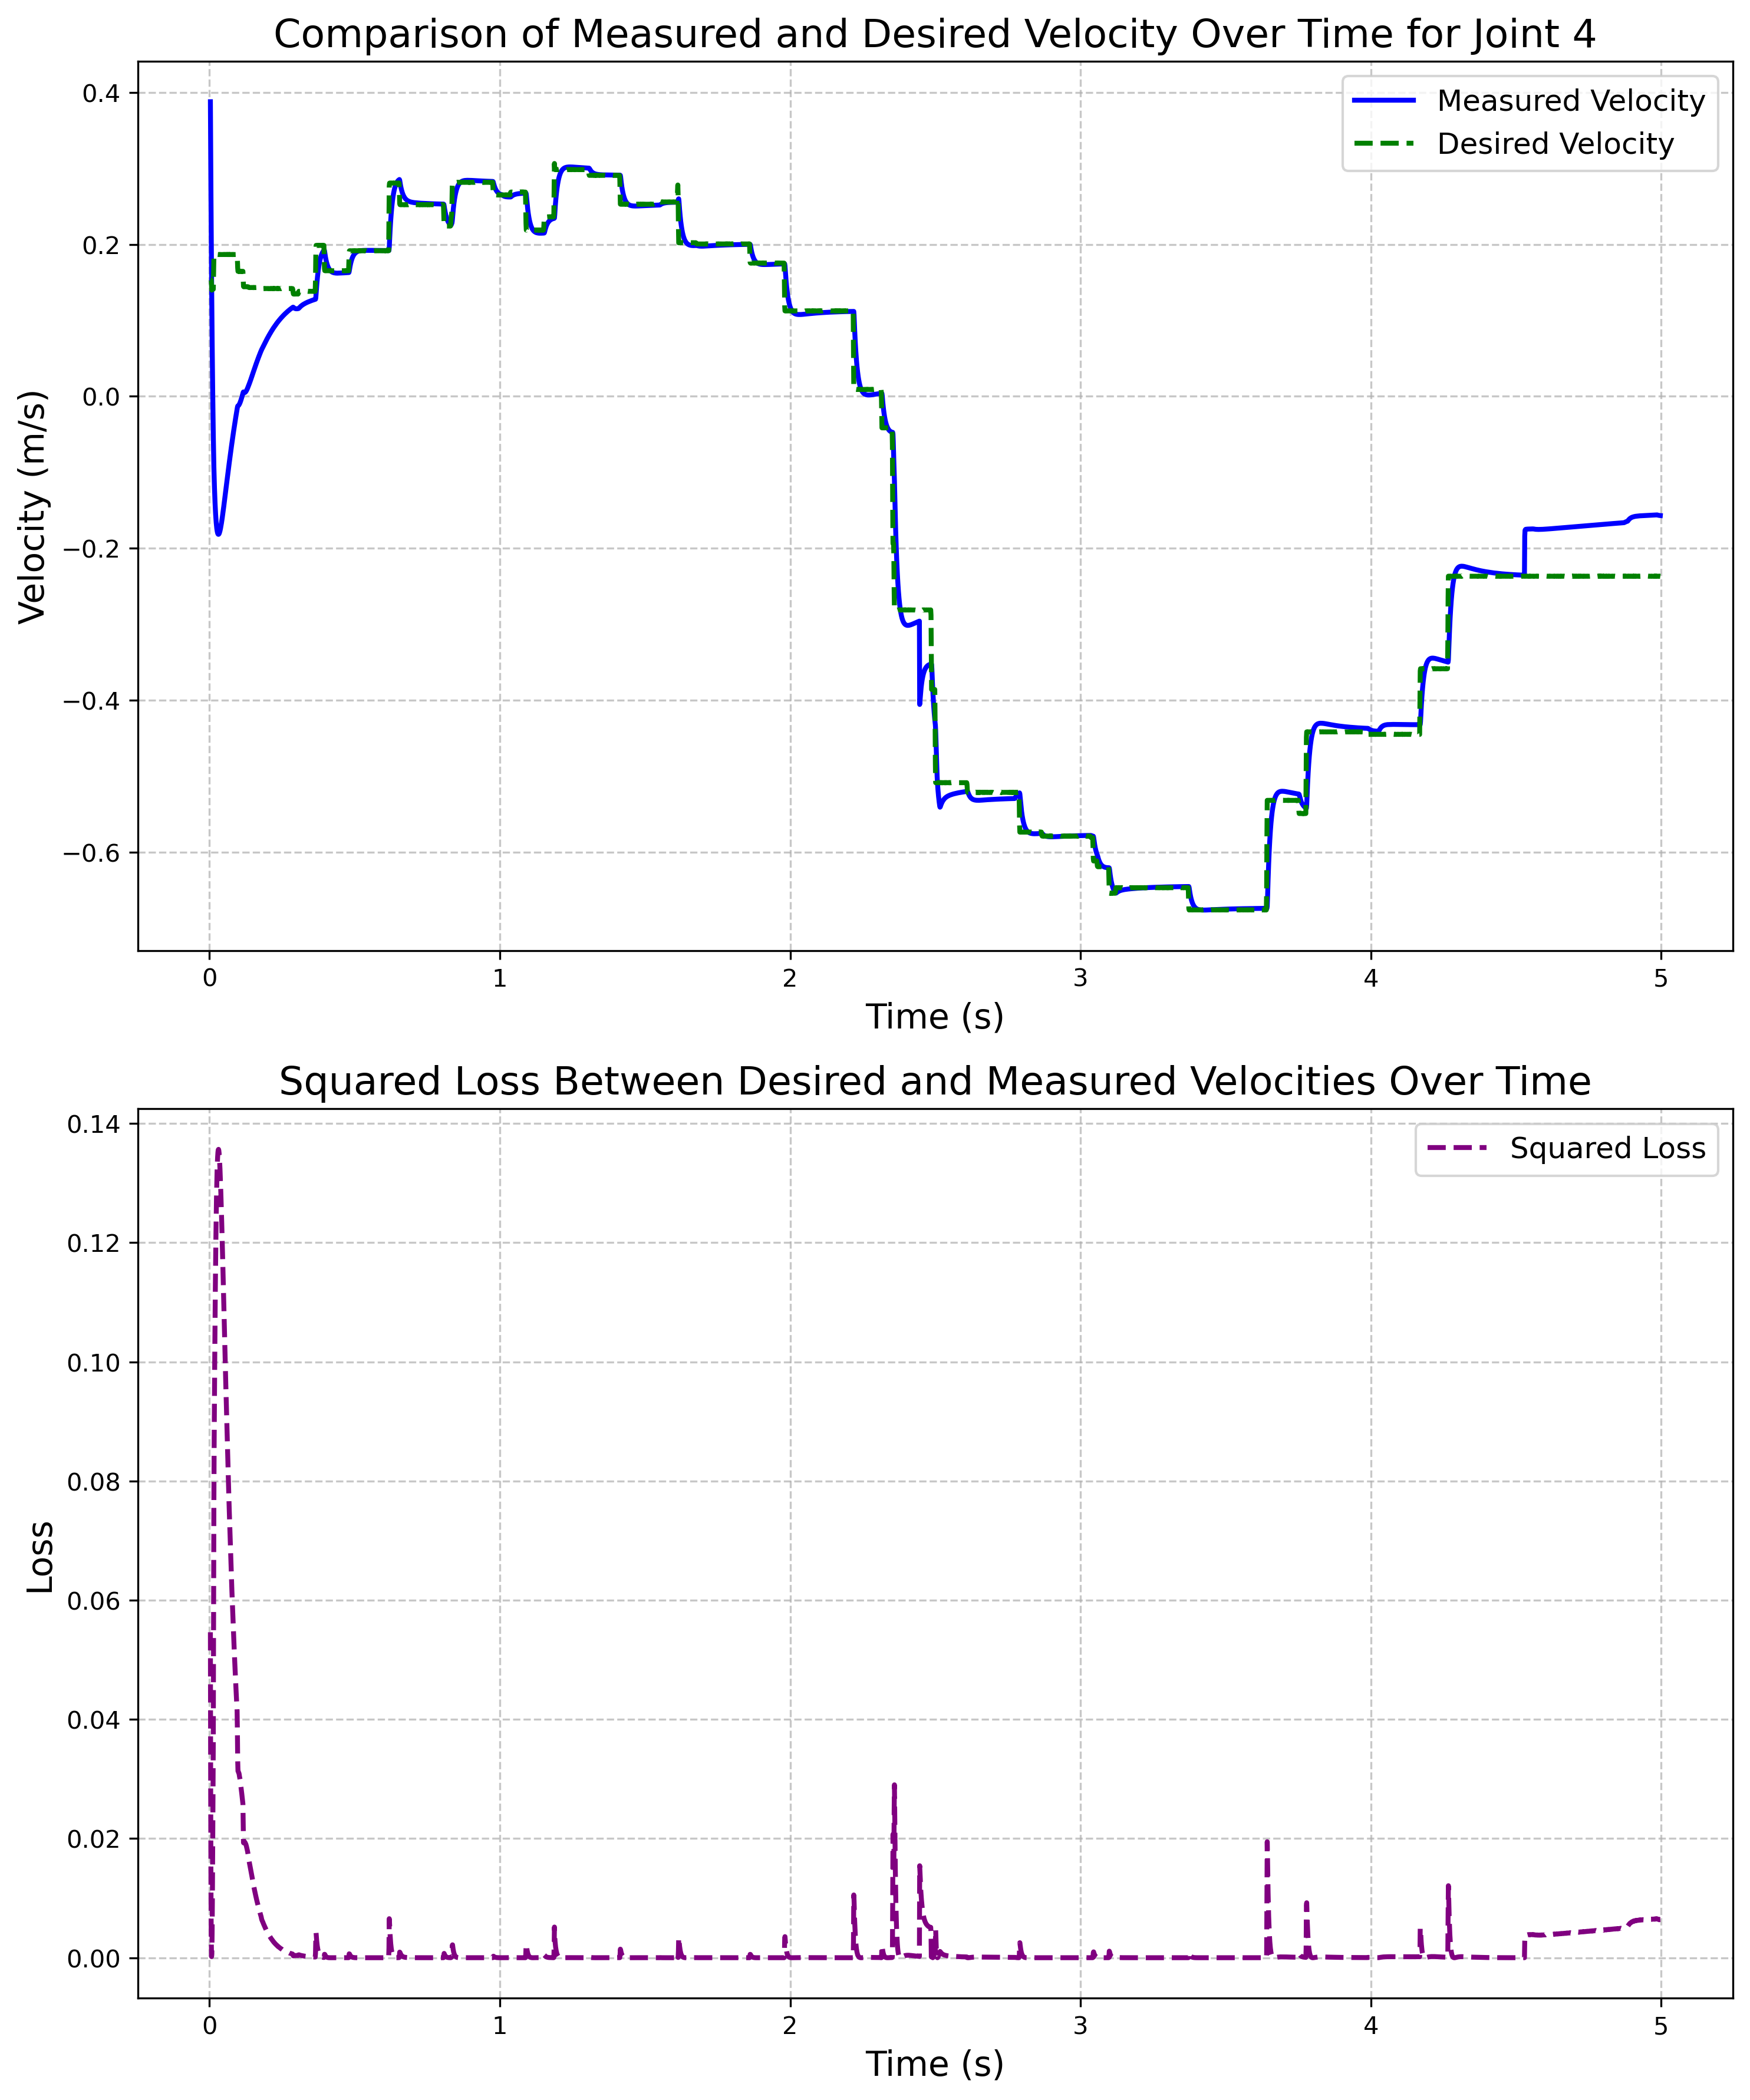 Comparison of Measured and Desired Velocity Over Time for Joint 4
Measured Velocity
Desired Velocity
0.4
0.2
0.0
−0.2
−0.4
−0.6
Velocity (m/s)
0 1 2 3 4 5
Time (s)
Squared Loss Between Desired and Measured Velocities Over Time
Squared Loss
0.14
0.12
0.10
0.08
0.06
0.04
0.02
0.00
Loss
0 1 2 3 4 5
Time (s)